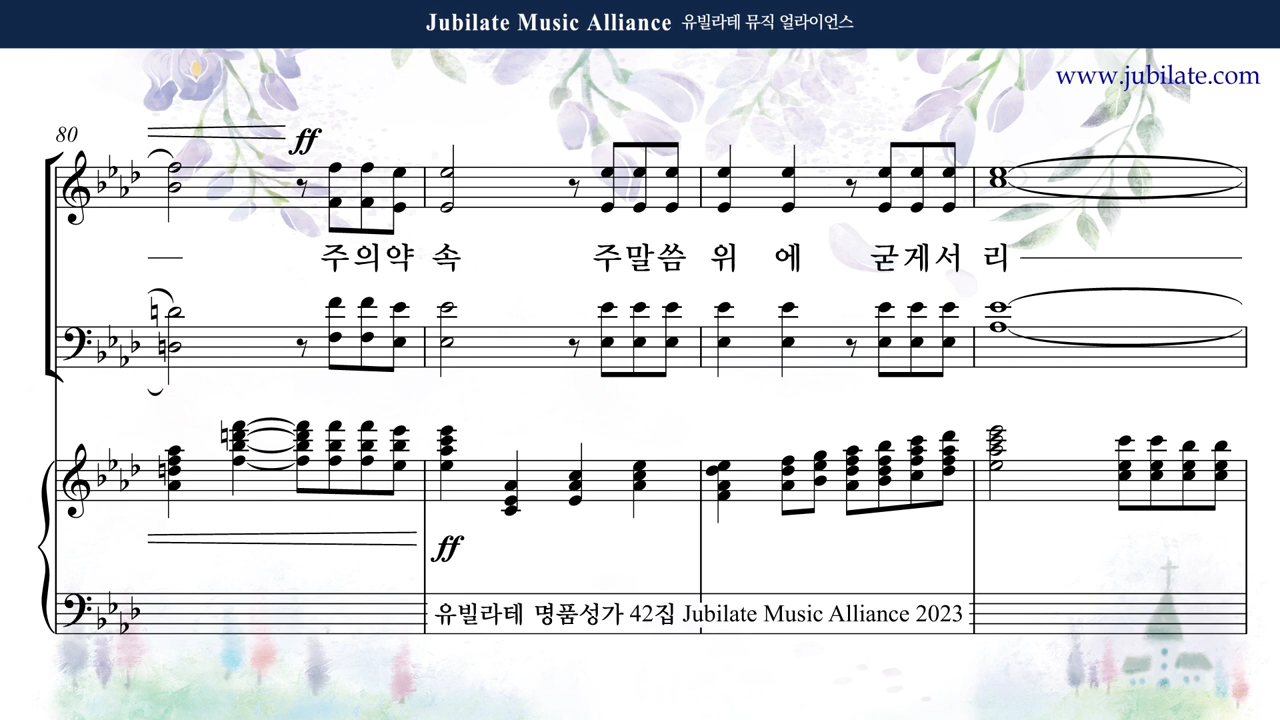 Jubilate Music Alliance 유빌라테 뮤직 얼라이언스
www.jubilate.com
80
ff
주의약 속 주말씀 위 에 굳게서 리
ff
유빌라테 명품성가 42집 Jubilate Music Alliance 2023